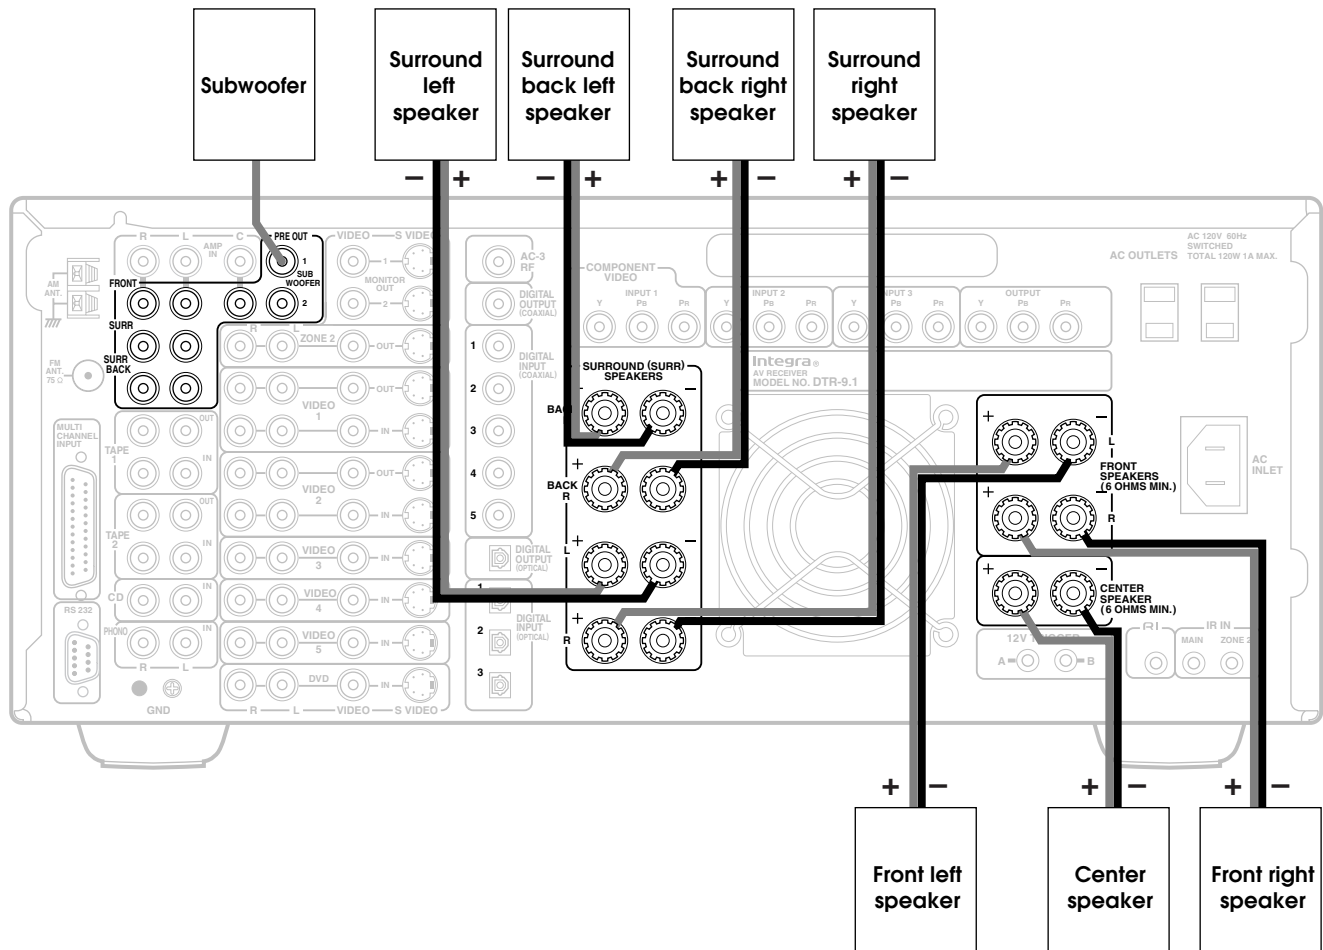 Subwoofer
Surround
left
speaker
Surround
back left
speaker
Surround
back right
speaker
Surround
right
speaker
− +
− +
+ −
+ −
R L C
AMP
IN
PRE OUT
1
SUB
WOOFER
2
FRONT
SURR
SURR
BACK
AM
ANT.
FM
ANT.
75 Ω
VIDEO S VIDEO
1
MONITOR
OUT
2
R L
ZONE 2
OUT
OUT
VIDEO
1
IN
OUT
VIDEO
2
IN
VIDEO
3
IN
VIDEO
4
IN
VIDEO
5
IN
DVD
IN
R L VIDEO S VIDEO
MULTI
CHANNEL
INPUT
OUT
TAPE
1
IN
OUT
TAPE
2
IN
CD
IN
PHONO
IN
R L
RS 232
GND
AC-3
RF
DIGITAL
OUTPUT
(COAXIAL)
1
DIGITAL
INPUT
(COAXIAL)
2
3
4
5
DIGITAL
OUTPUT
(OPTICAL)
1
DIGITAL
INPUT
(OPTICAL)
2
3
COMPONENT
VIDEO
INPUT 1
Y PB PR
INPUT 2
Y PB PR
INPUT 3
Y PB PR
OUTPUT
Y PB PR
Integra®
AV RECEIVER
MODEL NO. DTR-9.1
AC OUTLETS
AC 120V 60Hz
SWITCHED
TOTAL 120W 1A MAX.
SURROUND (SURR)
SPEAKERS
−
+
BACK
R
+ −
L
+
R
+ −
L
FRONT
SPEAKERS
(6 OHMS MIN.)
+ −
R
+ −
CENTER
SPEAKER
(6 OHMS MIN.)
AC
INLET
A B
IR IN
MAIN
+ −
+ −
+ −
Front left
speaker
Center
speaker
Front right
speaker